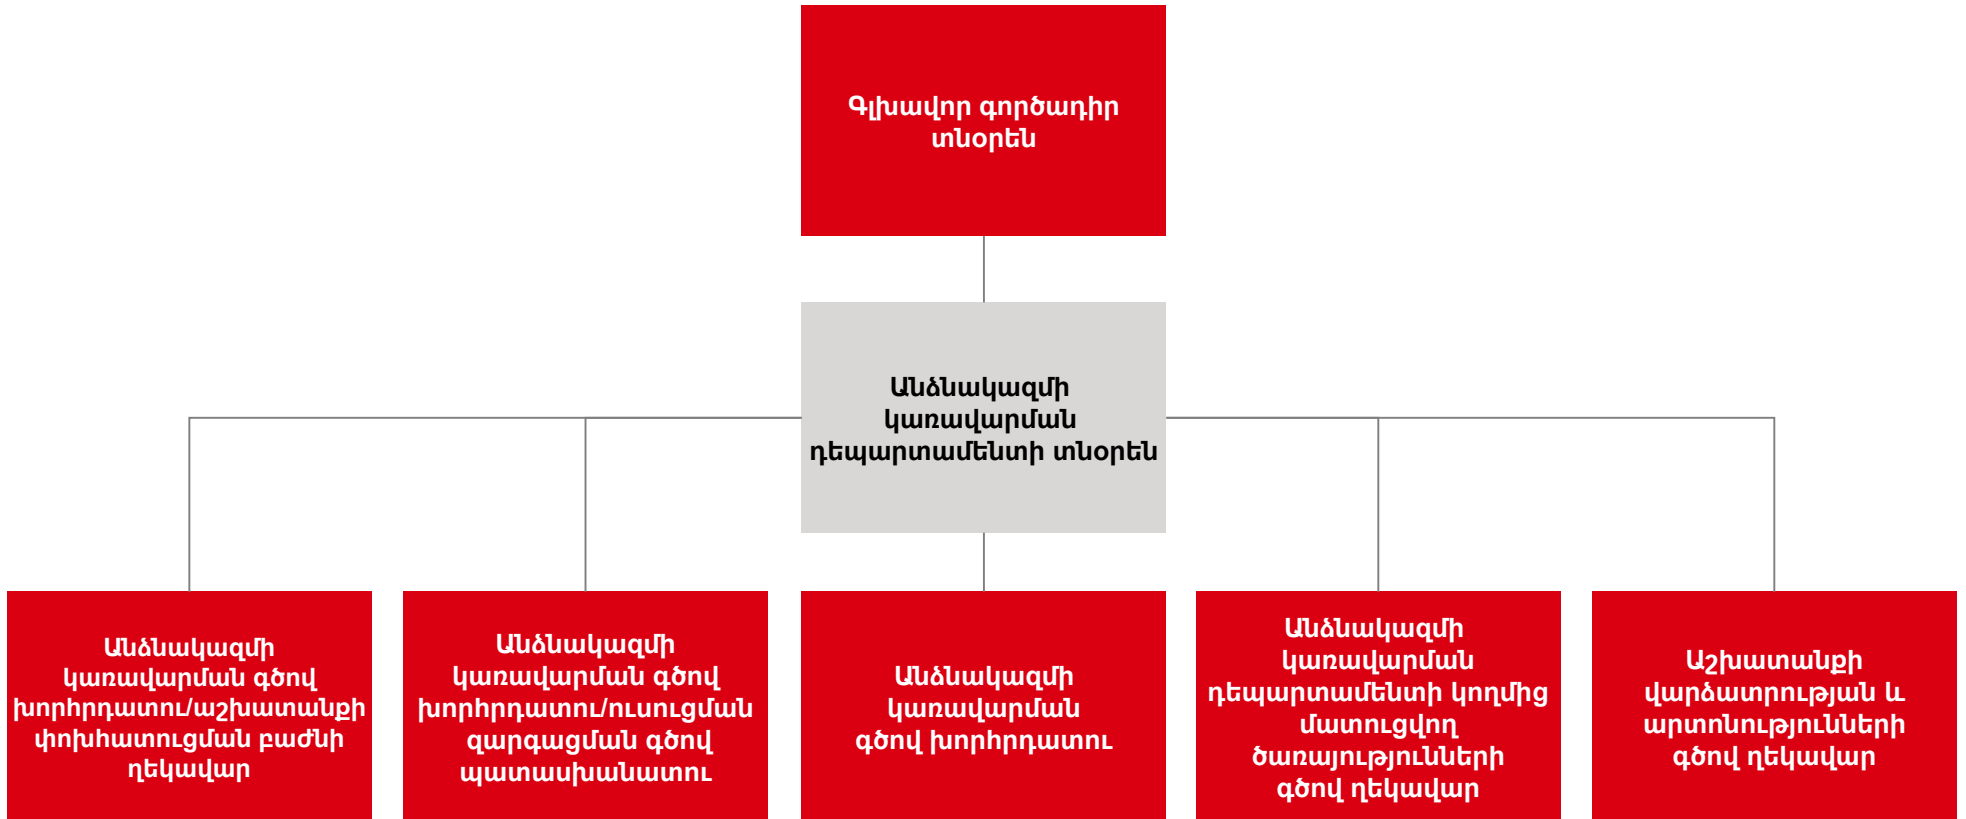 Գլխավոր գործադիր
տնօրեն
Անձնակազմի
կառավարման
դեպարտամենտի տնօրեն
Անձնակազմի
կառավարման գծով
խորհրդատու/աշխատանքի
փոխհատուցման բաժնի
ղեկավար
Անձնակազմի
կառավարման գծով
խորհրդատու/ուսուցման
զարգացման գծով
պատասխանատու
Անձնակազմի
կառավարման
գծով խորհրդատու
Անձնակազմի
կառավարման
դեպարտամենտի կողմից
մատուցվող
ծառայությունների
գծով ղեկավար
Աշխատանքի
վարձատրության և
արտոնությունների
գծով ղեկավար